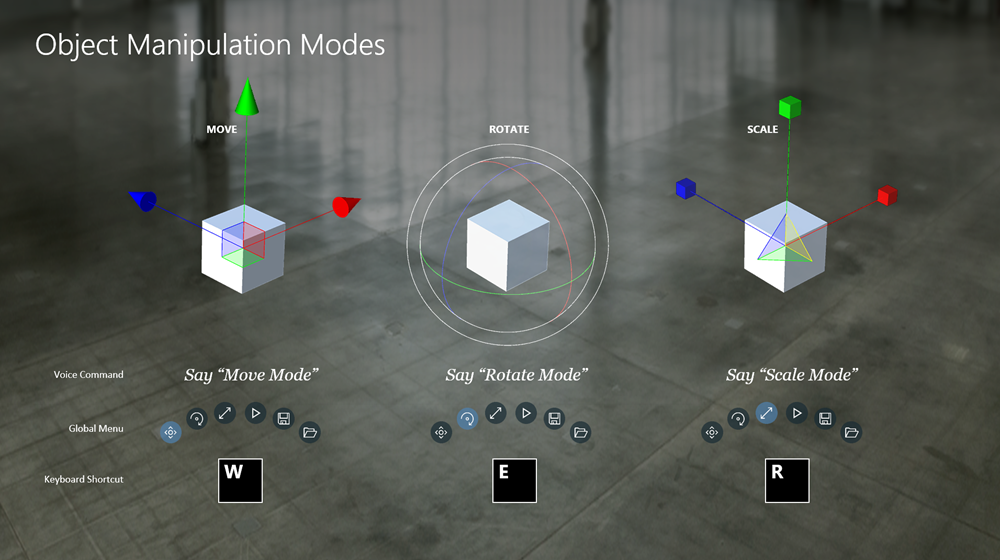 Object Manipulation Modes
MOVE
ROTATE
SCALE
Voice Command
Say “Move Mode”
Say “Rotate Mode”
Say “Scale Mode”
Global Menu
Keyboard Shortcut
W
E
R